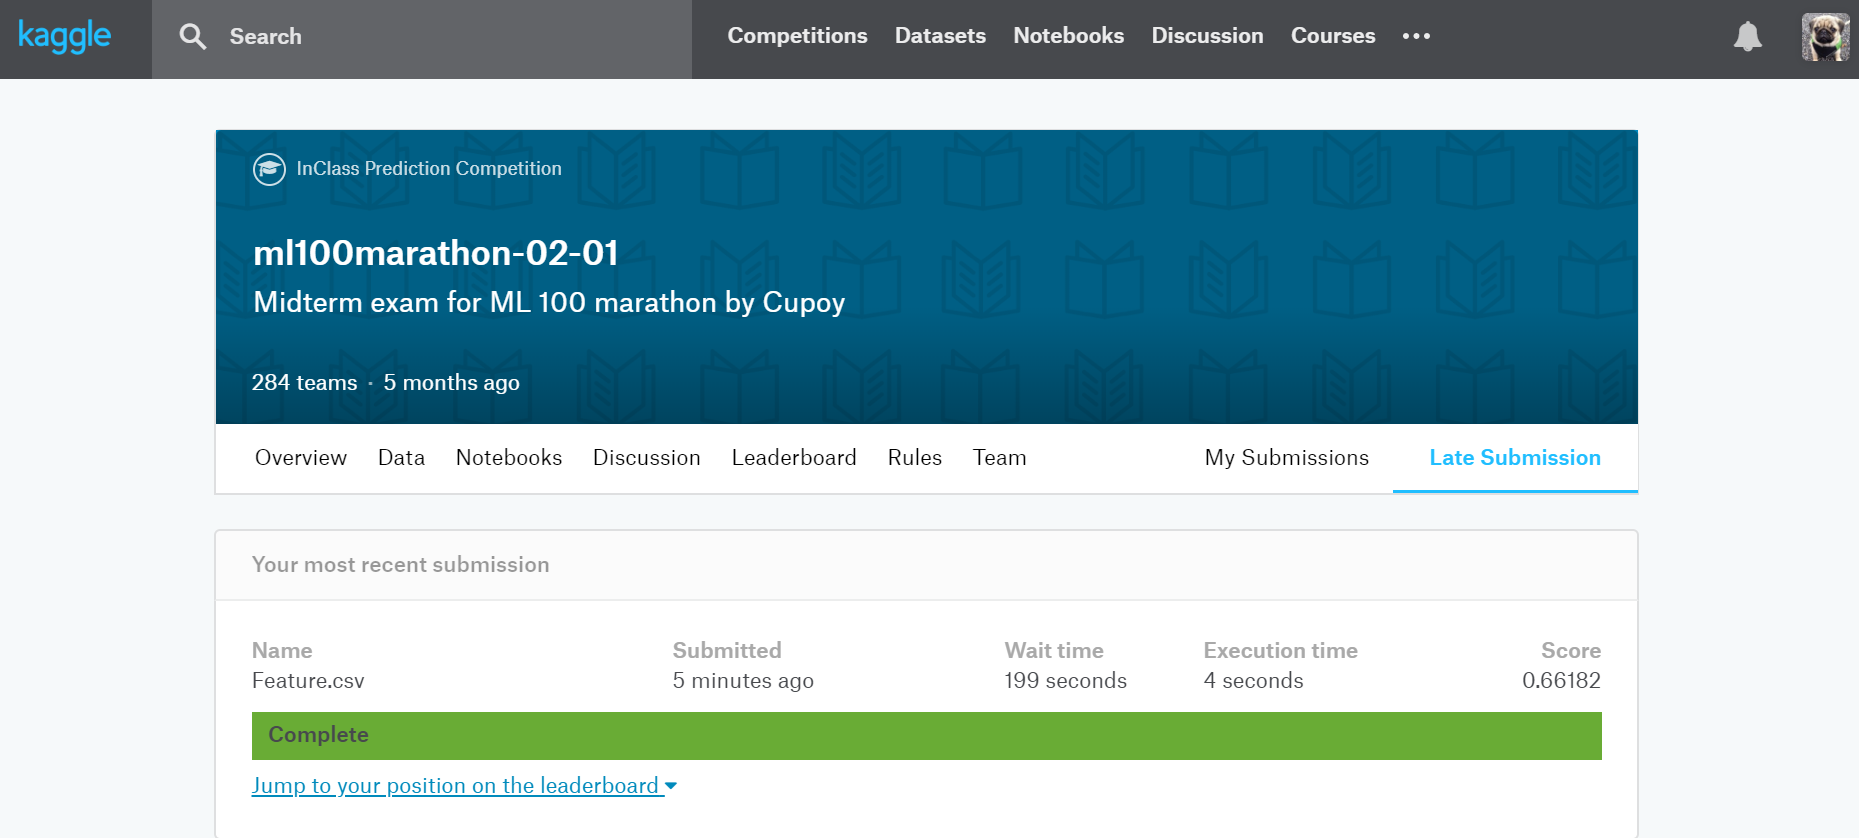 kaggle
Search
Competitions Datasets Notebooks Discussion Courses •••
InClass Prediction Competition
ml100marathon-02-01
Midterm exam for ML 100 marathon by Cupoy
284 teams · 5 months ago
Overview Data Notebooks Discussion Leaderboard Rules Team My Submissions Late Submission
Your most recent submission
Name Submitted Wait time Execution time Score
Feature.csv 5 minutes ago 199 seconds 4 seconds 0.66182
Complete
Jump to your position on the leaderboard